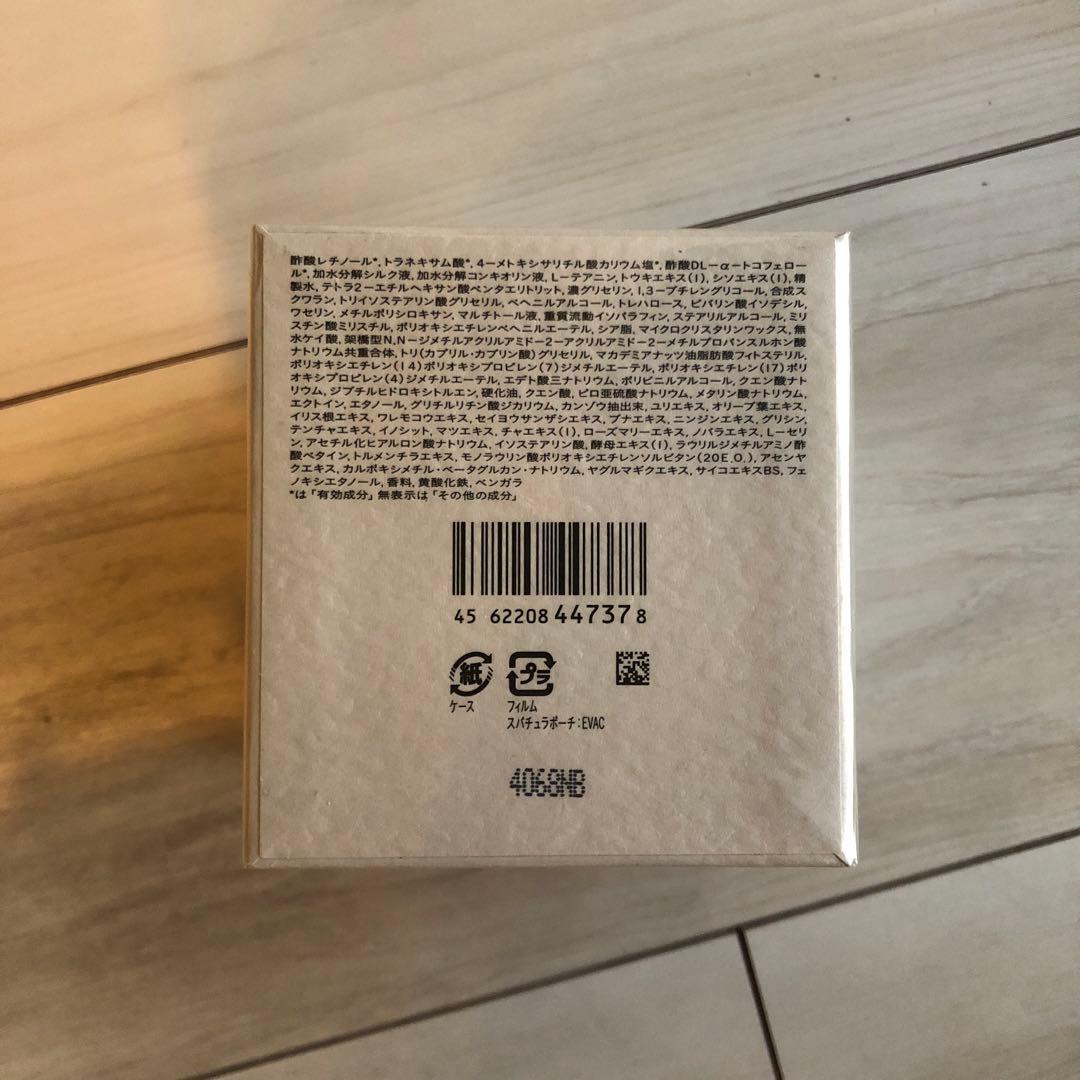 酢酸レチノール*, トラネキサム酸*, 4ーメトキシサリチル酸カリウム塩*, 酢酸DLーαートコフェロー
ル*, 加水分解シルク液, 加水分解コンキオリン液, Lーテアニン, トウキエキス(1), シソエキス(1), 精
製水, テトラ2ーエチルヘキサン酸ペンタエリトリット, 濃グリセリン, 1,3ーブチレングリコール, 合成ス
クワラン, トリイソステアリン酸グリセリル, ベヘニルアルコール, トレハロース, ピバリン酸イソデシル,
ワセリン, メチルポリシロキサン, マルチトール液, 重質流動イソパラフィン, ステアリルアルコール, ミリ
スチン酸ミリスチル, ポリオキシエチレンベヘニルエーテル, シア脂, マイクロクリスタリンワックス, 無
水ケイ酸, 架橋型N,Nージメチルアクリルアミドー2ーアクリルアミドー2ーメチルプロパンスルホン酸
ナトリウム共重合体, トリ(カプリル・カプリン酸)グリセリル, マカデミアナッツ油脂肪酸フィトステリル,
ポリオキシエチレン(14)ポリオキシプロピレン(7)ジメチルエーテル, ポリオキシエチレン(17)ポリ
オキシプロピレン(4)ジメチルエーテル, エデト酸三ナトリウム, ポリビニルアルコール, クエン酸ナト
リウム, ジブチルヒドロキシトルエン, 硬化油, クエン酸, ピロ亜硫酸ナトリウム, メタリン酸ナトリウム,
エクトイン, エタノール, グリチルリチン酸ジカリウム, カンゾウ抽出末, ユリエキス, オリーブ葉エキス,
イリス根エキス, ワレモコウエキス, セイヨウサンザシエキス, ブナエキス, ニンジンエキス, グリシン,
テンチャエキス, イノシット, マツエキス, チャエキス(1), ローズマリーエキス, ノバラエキス, Lーセリ
ン, アセチル化ヒアルロン酸ナトリウム, イソステアリン酸, 酵母エキス(1), ラウリルジメチルアミノ酢
酸ベタイン, トルメンチラエキス, モノラウリン酸ポリオキシエチレンソルビタン(20E.O.), アセンヤ
クエキス, カルボキシメチル・ベータグルカン・ナトリウム, ヤグルマギクエキス, サイコエキスBS, フェ
ノキシエタノール, 香料, 黄酸化鉄, ベンガラ
*は「有効成分」無表示は「その他の成分」
45 62208 44737 8
紙 プラ
ケース フィルム
スパチュラポーチ:EVAC
4068NB